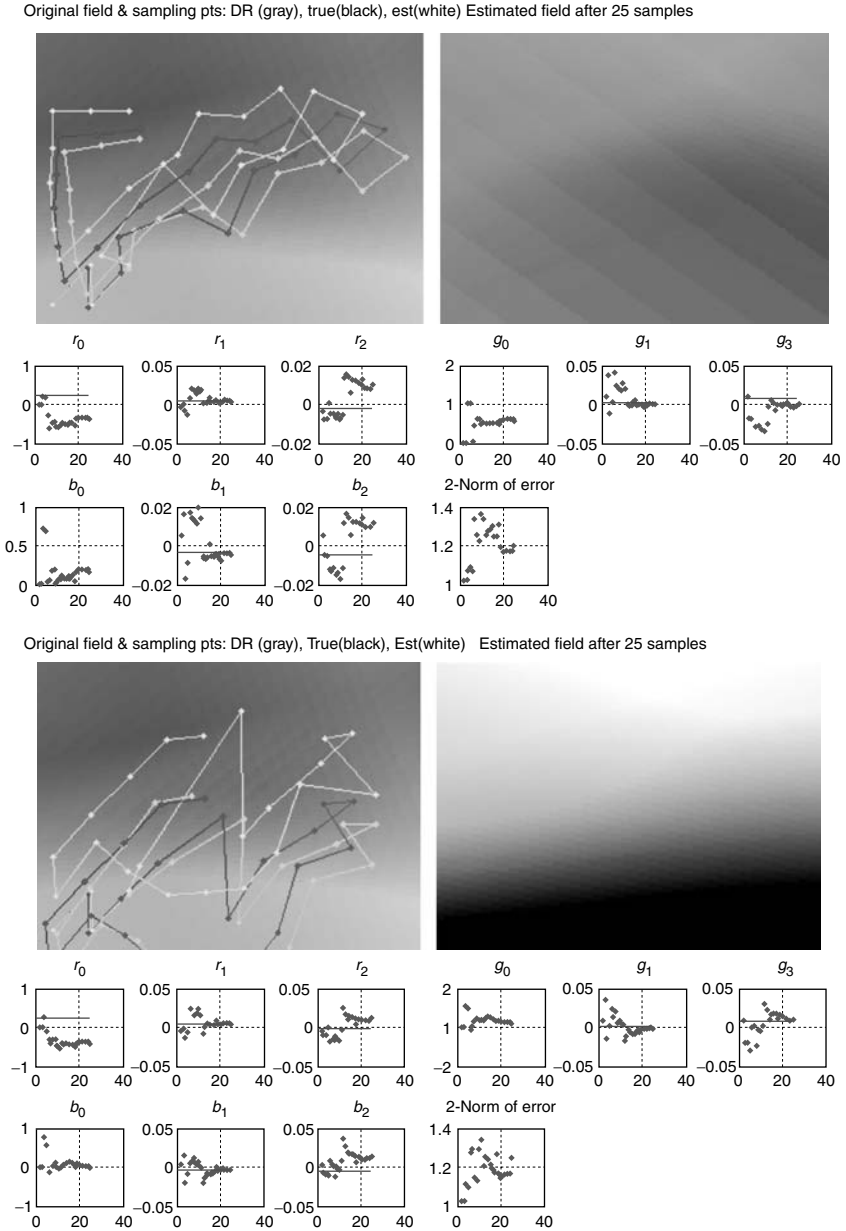 Original field & sampling pts: DR (gray), true(black), est(white) Estimated field after 25 samples
r0 r1 r2 g0 g1 g3
1 0.05 0.02 2 0.05 0.05
0 0 0 1 0 0
−1 −0.05 −0.02 0 −0.05 −0.05
0 20 40 0 20 40 0 20 40 0 20 40 0 20 40 0 20 40
b0 b1 b2 2-Norm of error
1 0.02 0.02 1.4
0.5 0 0 1.2
0 −0.02 −0.02 1
0 20 40 0 20 40 0 20 40 0 20 40
Original field & sampling pts: DR (gray), True(black), Est(white) Estimated field after 25 samples
r0 r1 r2 g0 g1 g3
1 0.05 0.05 2 0.05 0.05
0 0 0 1 0 0
−1 −0.05 −0.05 −2 −0.05 −0.05
0 20 40 0 20 40 0 20 40 0 20 40 0 20 40 0 20 40
b0 b1 b2 2-Norm of error
1 0.05 0.05 1.4
0 0 0 1.2
−1 −0.05 −0.05 1
0 20 40 0 20 40 0 20 40 0 20 40